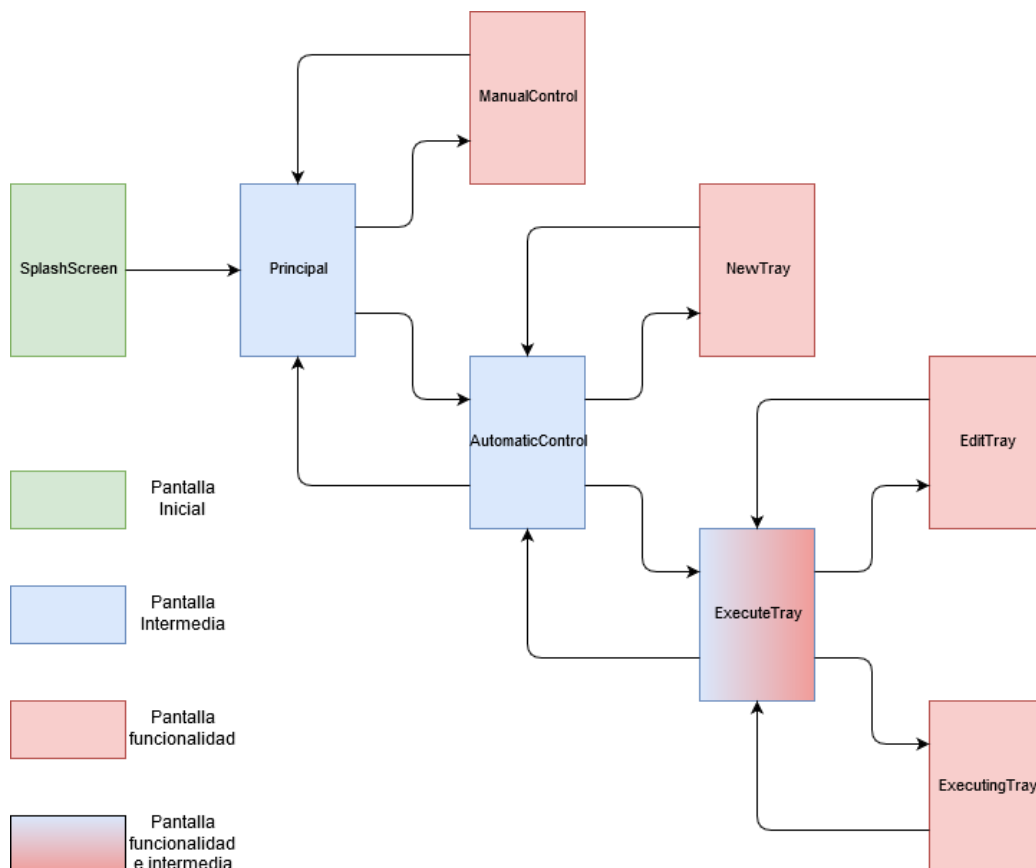 ManualControl
SplashScreen
Principal
NewTray
AutomaticControl
EditTray
Pantalla
Inicial
Pantalla
Intermedia
ExecuteTray
Pantalla
funcionalidad
ExecutingTray
Pantalla
funcionalidad
e intermedia